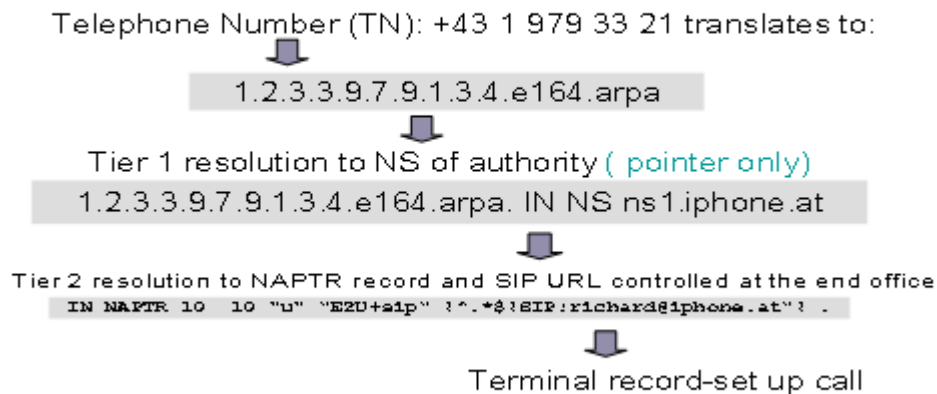 Telephone Number (TN): +43 1 979 33 21 translates to:
1.2.3.3.9.7.9.1.3.4.e164.arpa
Tier 1 resolution to NS of authority ( pointer only)
1.2.3.3.9.7.9.1.3.4.e164.arpa. IN NS ns1.iphone.at
Tier 2 resolution to NAPTR record and SIP URL controlled at the end office
IN NAPTR 10 10 "u" "E2U+sip" !^.*$!SIP:richard@iphone.at"! .
Terminal record-set up call